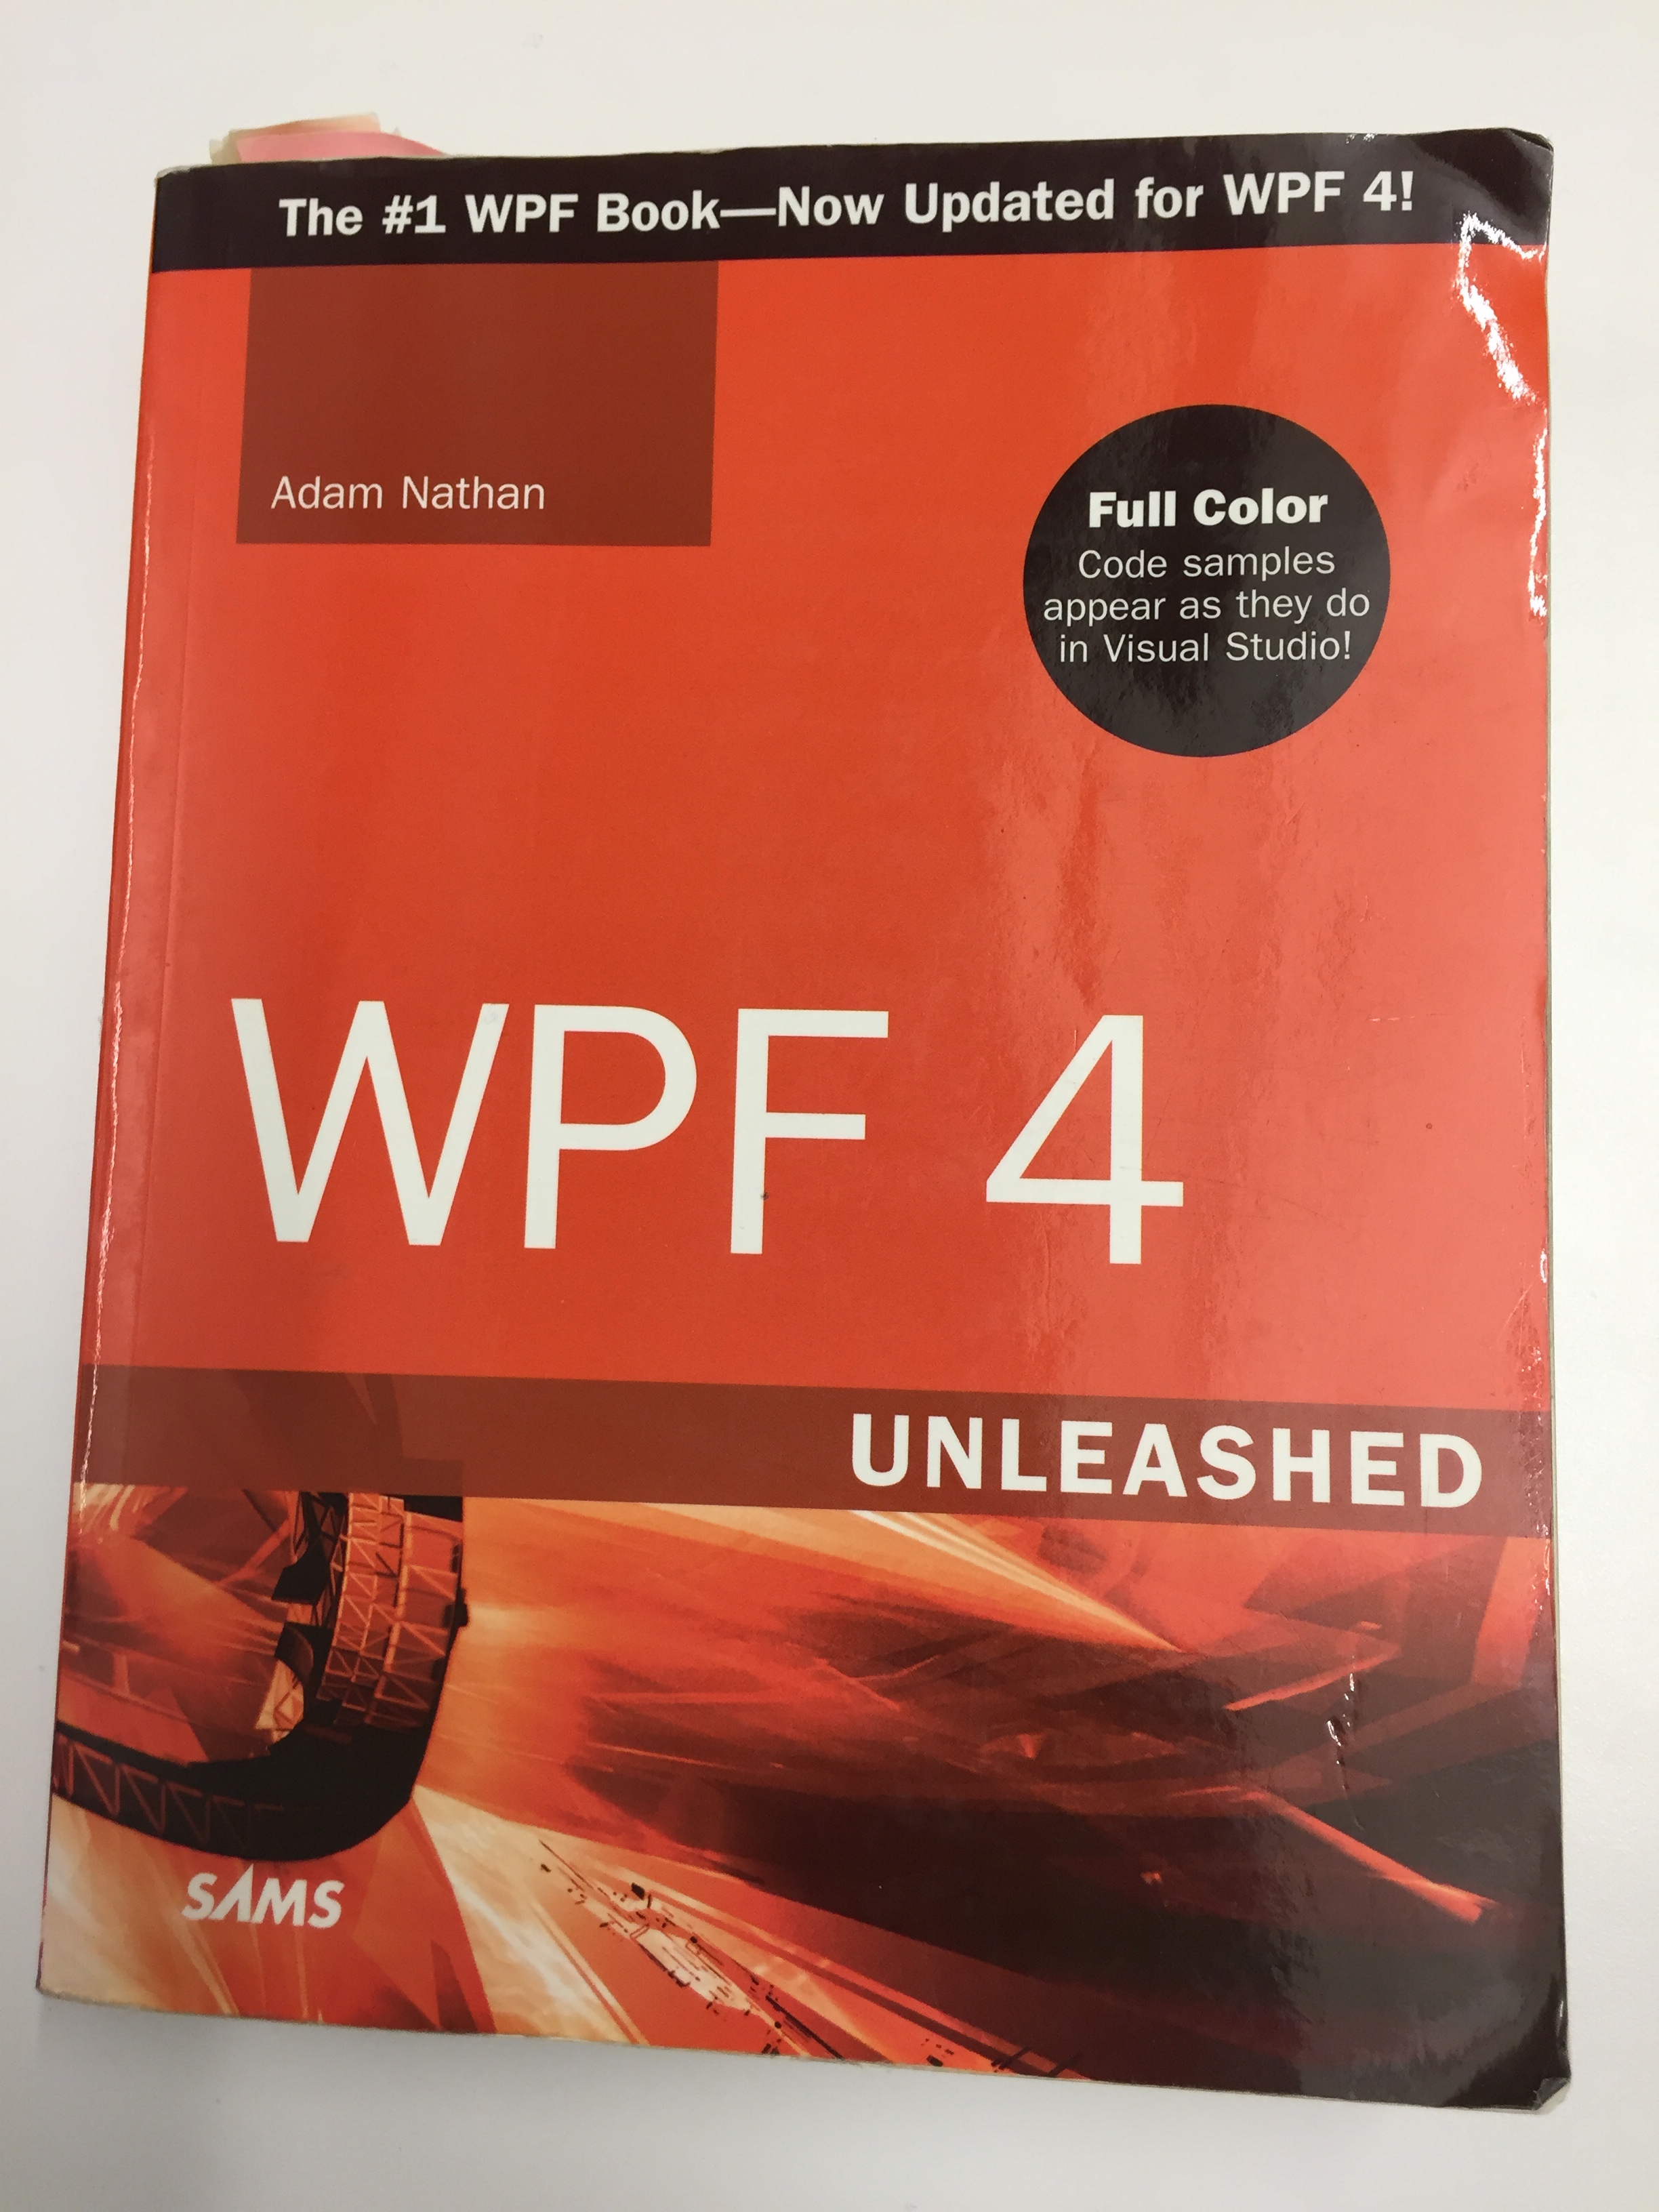 The #1 WPF Book—Now Updated for WPF 4!
Adam Nathan
Full Color
Code samples
appear as they do
in Visual Studio!
WPF 4
UNLEASHED
SAMS